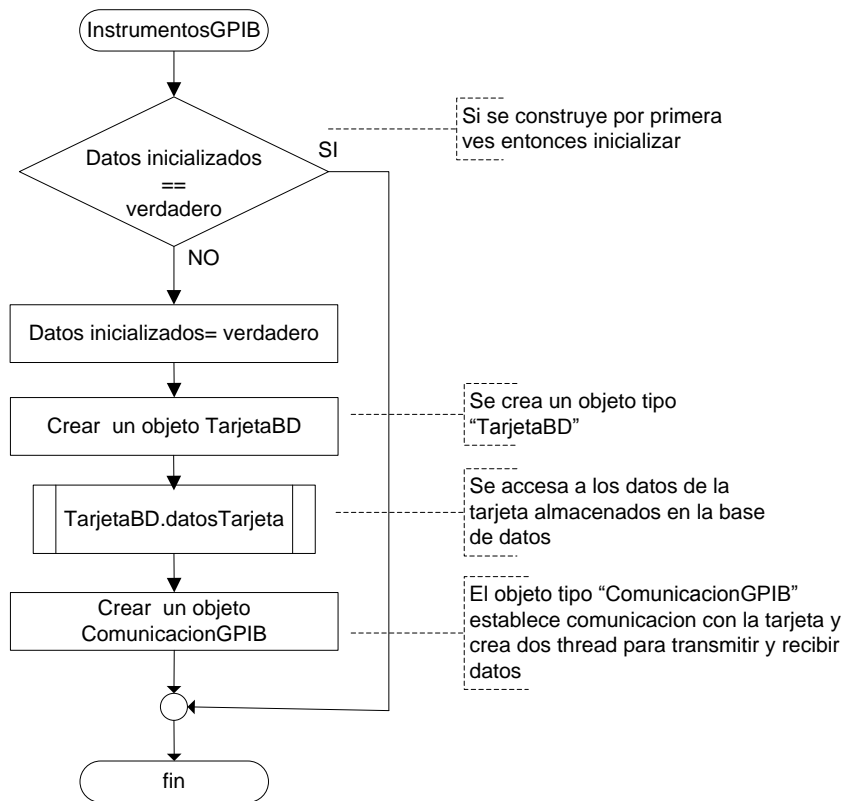 InstrumentosGPIB
Si se construye por primera
ves entonces inicializar
SI
Datos inicializados
==
verdadero
NO
Datos inicializados= verdadero
Crear un objeto TarjetaBD
Se crea un objeto tipo
“TarjetaBD”
TarjetaBD.datosTarjeta
Se accesa a los datos de la
tarjeta almacenados en la base
de datos
Crear un objeto
ComunicacionGPIB
El objeto tipo “ComunicacionGPIB”
establece comunicacion con la tarjeta y
crea dos thread para transmitir y recibir
datos
fin